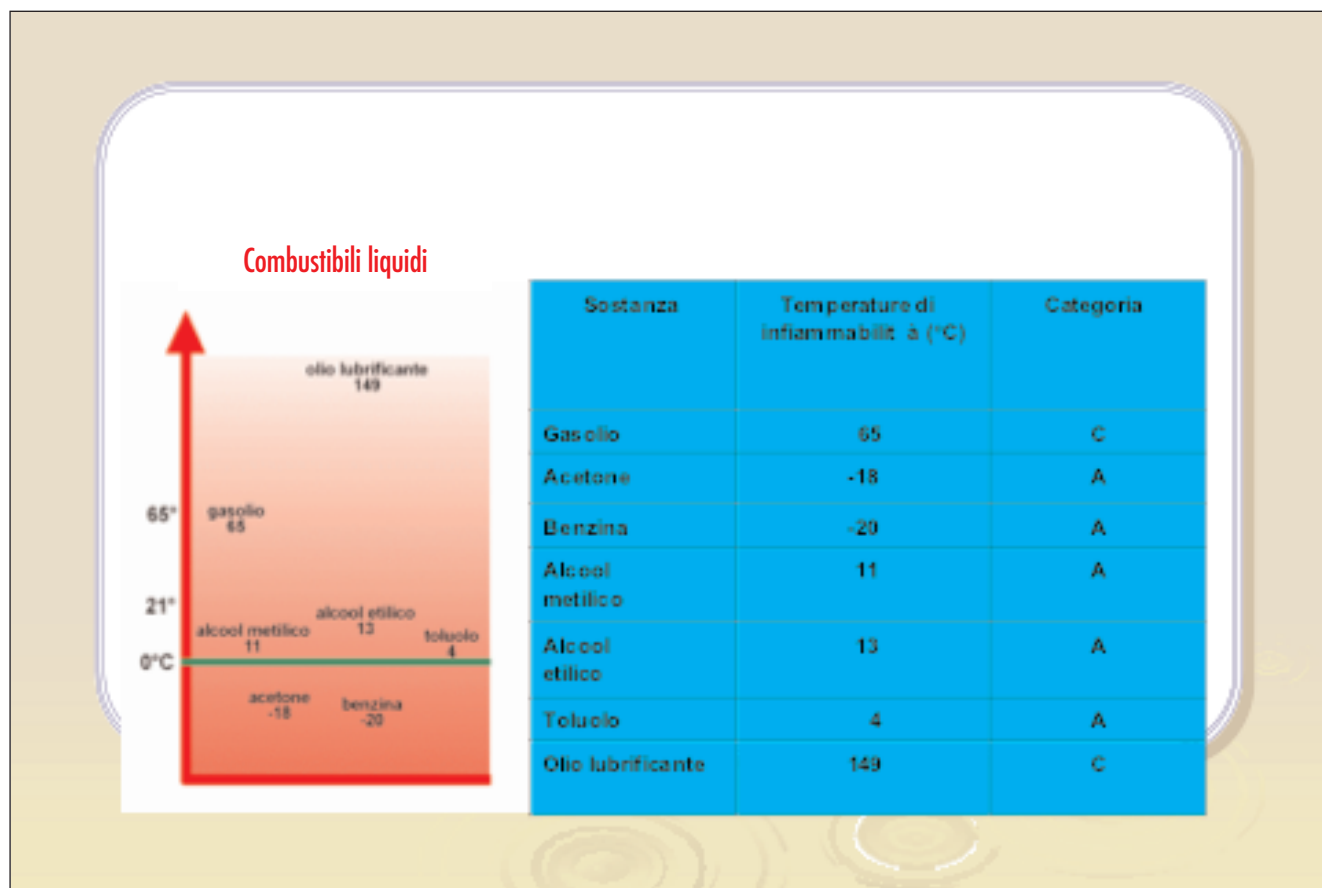 Combustibili liquidi
olio lubrificante
149
65°
gasolio
65
21°
alcool etilico
13
alcool metilico
11
toluolo
4
0°C
acetone
-18
benzina
-20
Sostanza Temperature di Categoria
infiammabilit à (°C)
Gasolio 65 C
Acetone -18 A
Benzina -20 A
Alcool 11 A
metilico
Alcool 13 A
etilico
Toluolo 4 A
Olio lubrificante 149 C